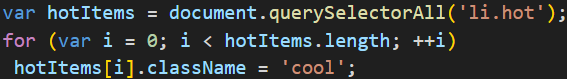 var hotItems = document.querySelectorAll('li.hot');
for (var i = 0; i < hotItems.length; ++i)
 hotItems[i].className = 'cool';